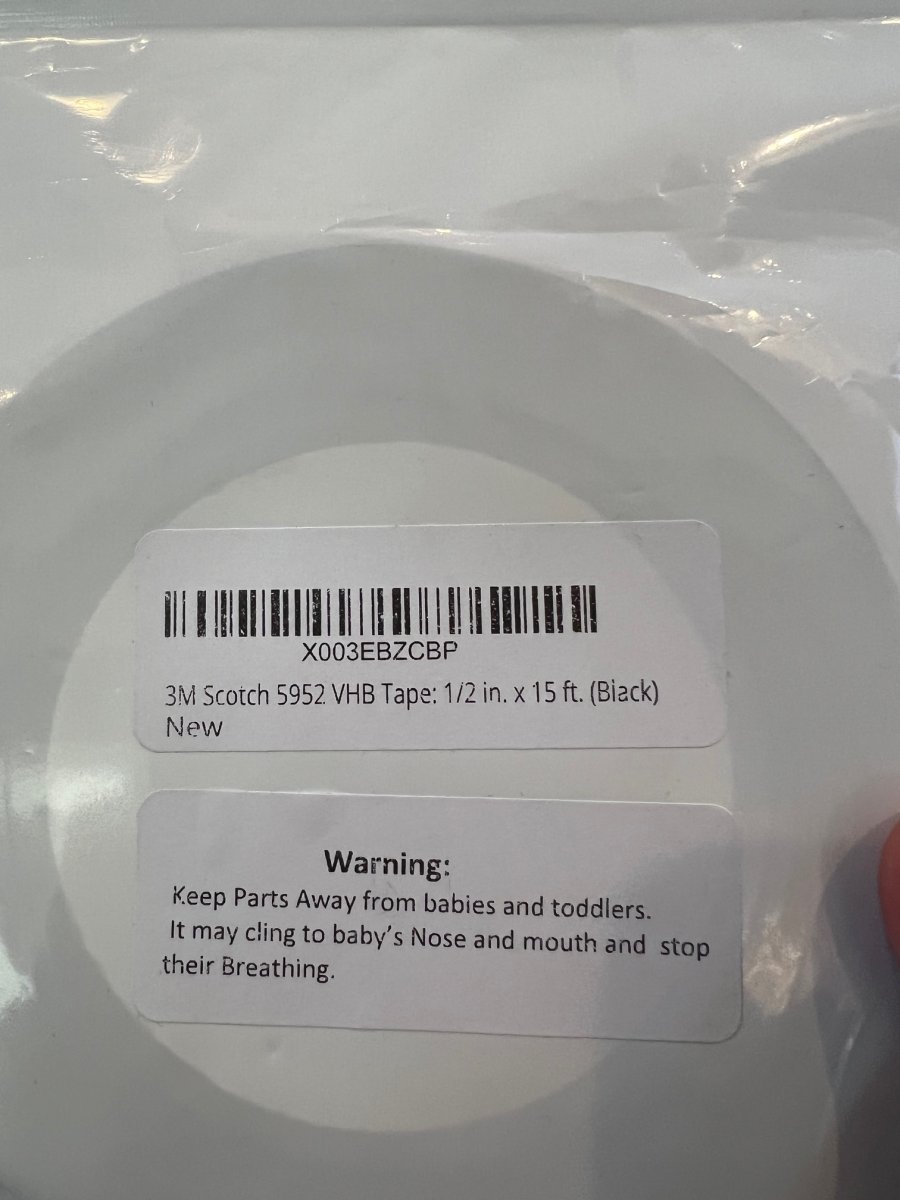 X003EBZCBP
3M Scotch 5952 VHB Tape: 1/2 in. x 15 ft. (Black)
New
Warning:
Keep Parts Away from babies and toddlers.
It may cling to baby's Nose and mouth and stop
their Breathing.